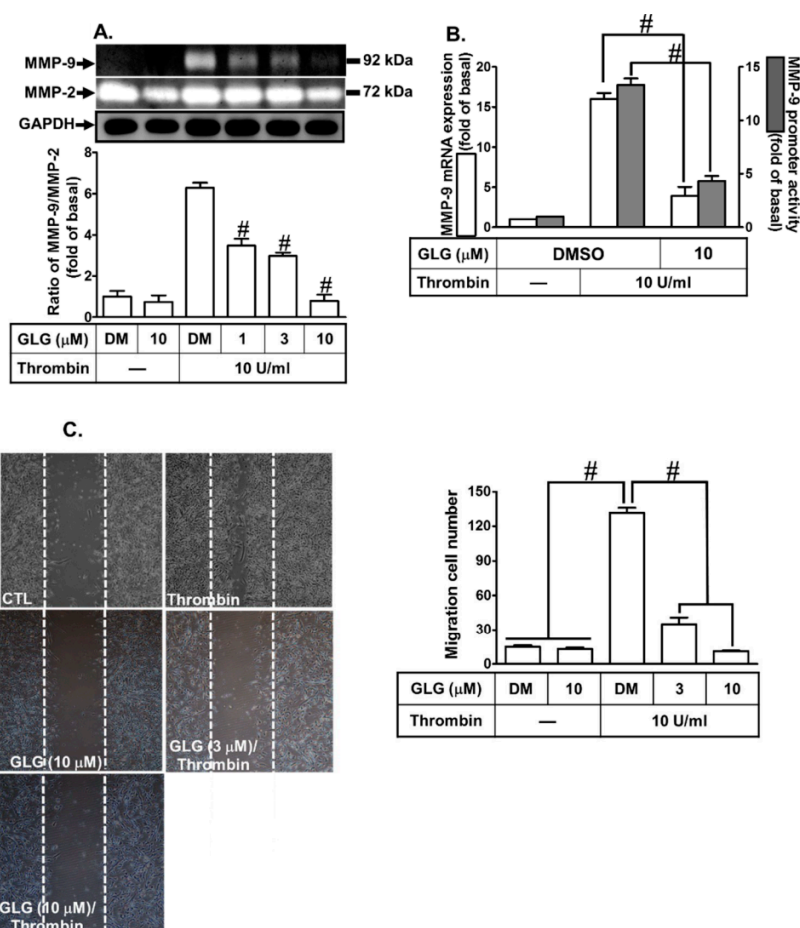 A.
MMP-9
92 kDa
MMP-2
72 kDa
GAPDH
Ratio of MMP-9/MMP-2
(fold of basal)
8
6
4
2
0
#
#
#
GLG (μM) DM 10 DM 1 3 10
Thrombin — 10 U/ml
B.
#
#
MMP-9 mRNA expression
(fold of basal)
20
15
10
5
0
15
10
5
0
MMP-9 promoter activity
(fold of basal)
GLG (μM) DMSO 10
Thrombin — 10 U/ml
C.
CTL
Thrombin
GLG (10 μM)
GLG (3 μM)/
Thrombin
GLG (10 μM)/
Thrombin
Migration cell number
150
120
90
60
30
0
#
#
GLG (μM) DM 10 DM 3 10
Thrombin — 10 U/ml